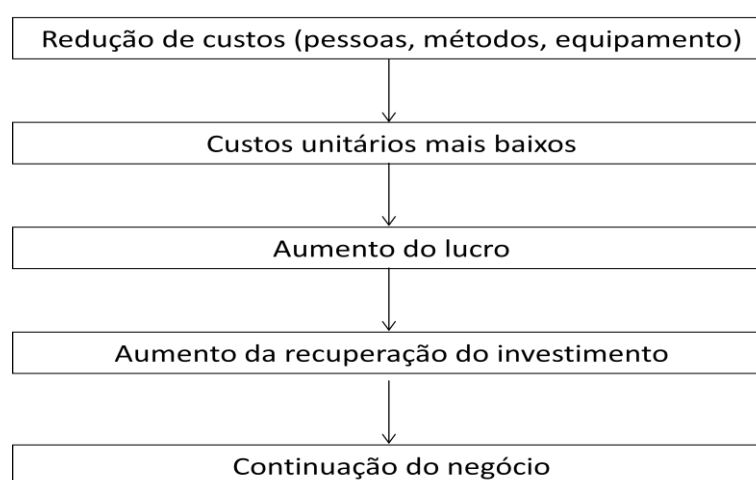 Redução de custos (pessoas, métodos, equipamento)
Custos unitários mais baixos
Aumento do lucro
Aumento da recuperação do investimento
Continuação do negócio